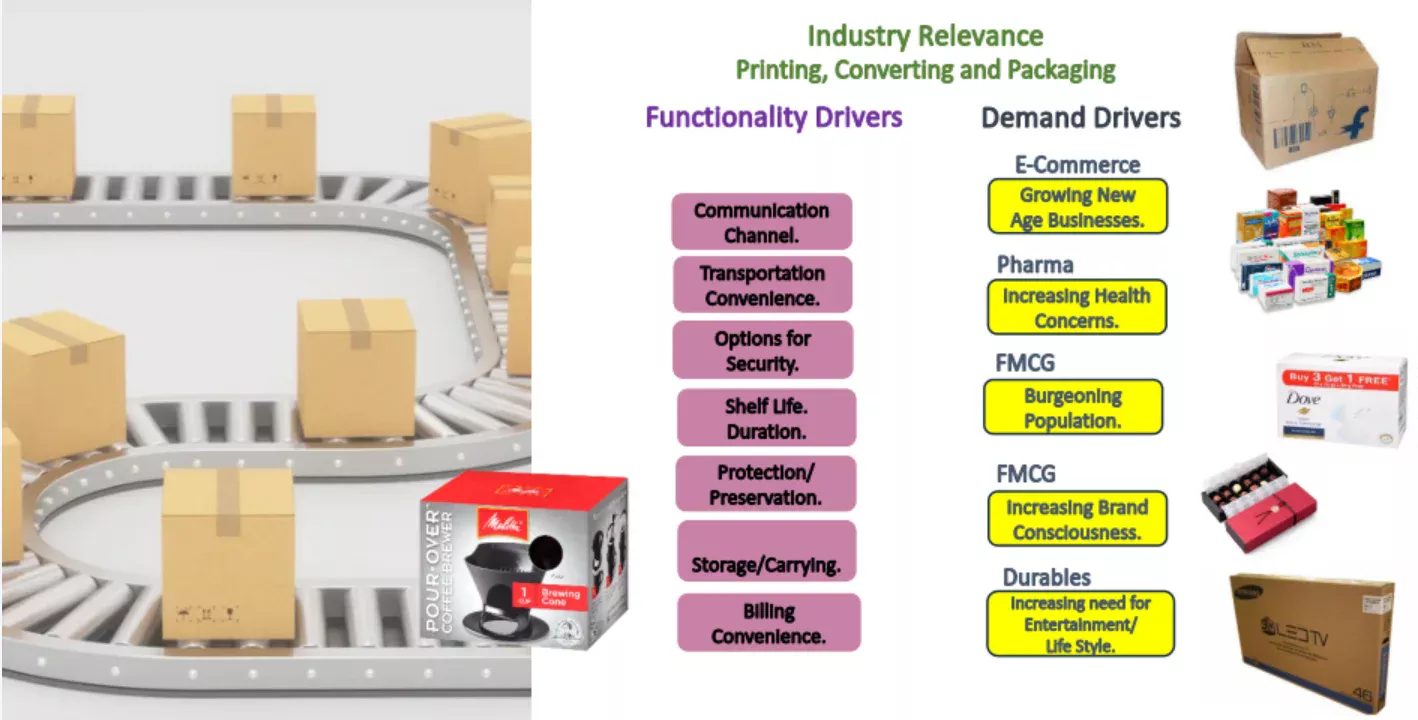 Industry Relevance
Printing, Converting and Packaging
Functionality Drivers
Communication
Channel.
Transportation
Convenience.
Options for
Security.
Shelf Life.
Duration.
Protection/
Preservation.
Storage/Carrying.
Billing
Convenience.
Demand Drivers
E-Commerce
Growing New
Age Businesses.
Pharma
Increasing Health
Concerns.
FMCG
Burgeoning
Population.
FMCG
Increasing Brand
Consciousness.
Durables
Increasing need for
Entertainment/
Life Style.
Melitta
POUR·OVER™
COFFEE BREWER
1
CUP
Brewing
Cone
Buy 3 Get 1 FREE*
Dove
SAMSUNG
LED TV
46